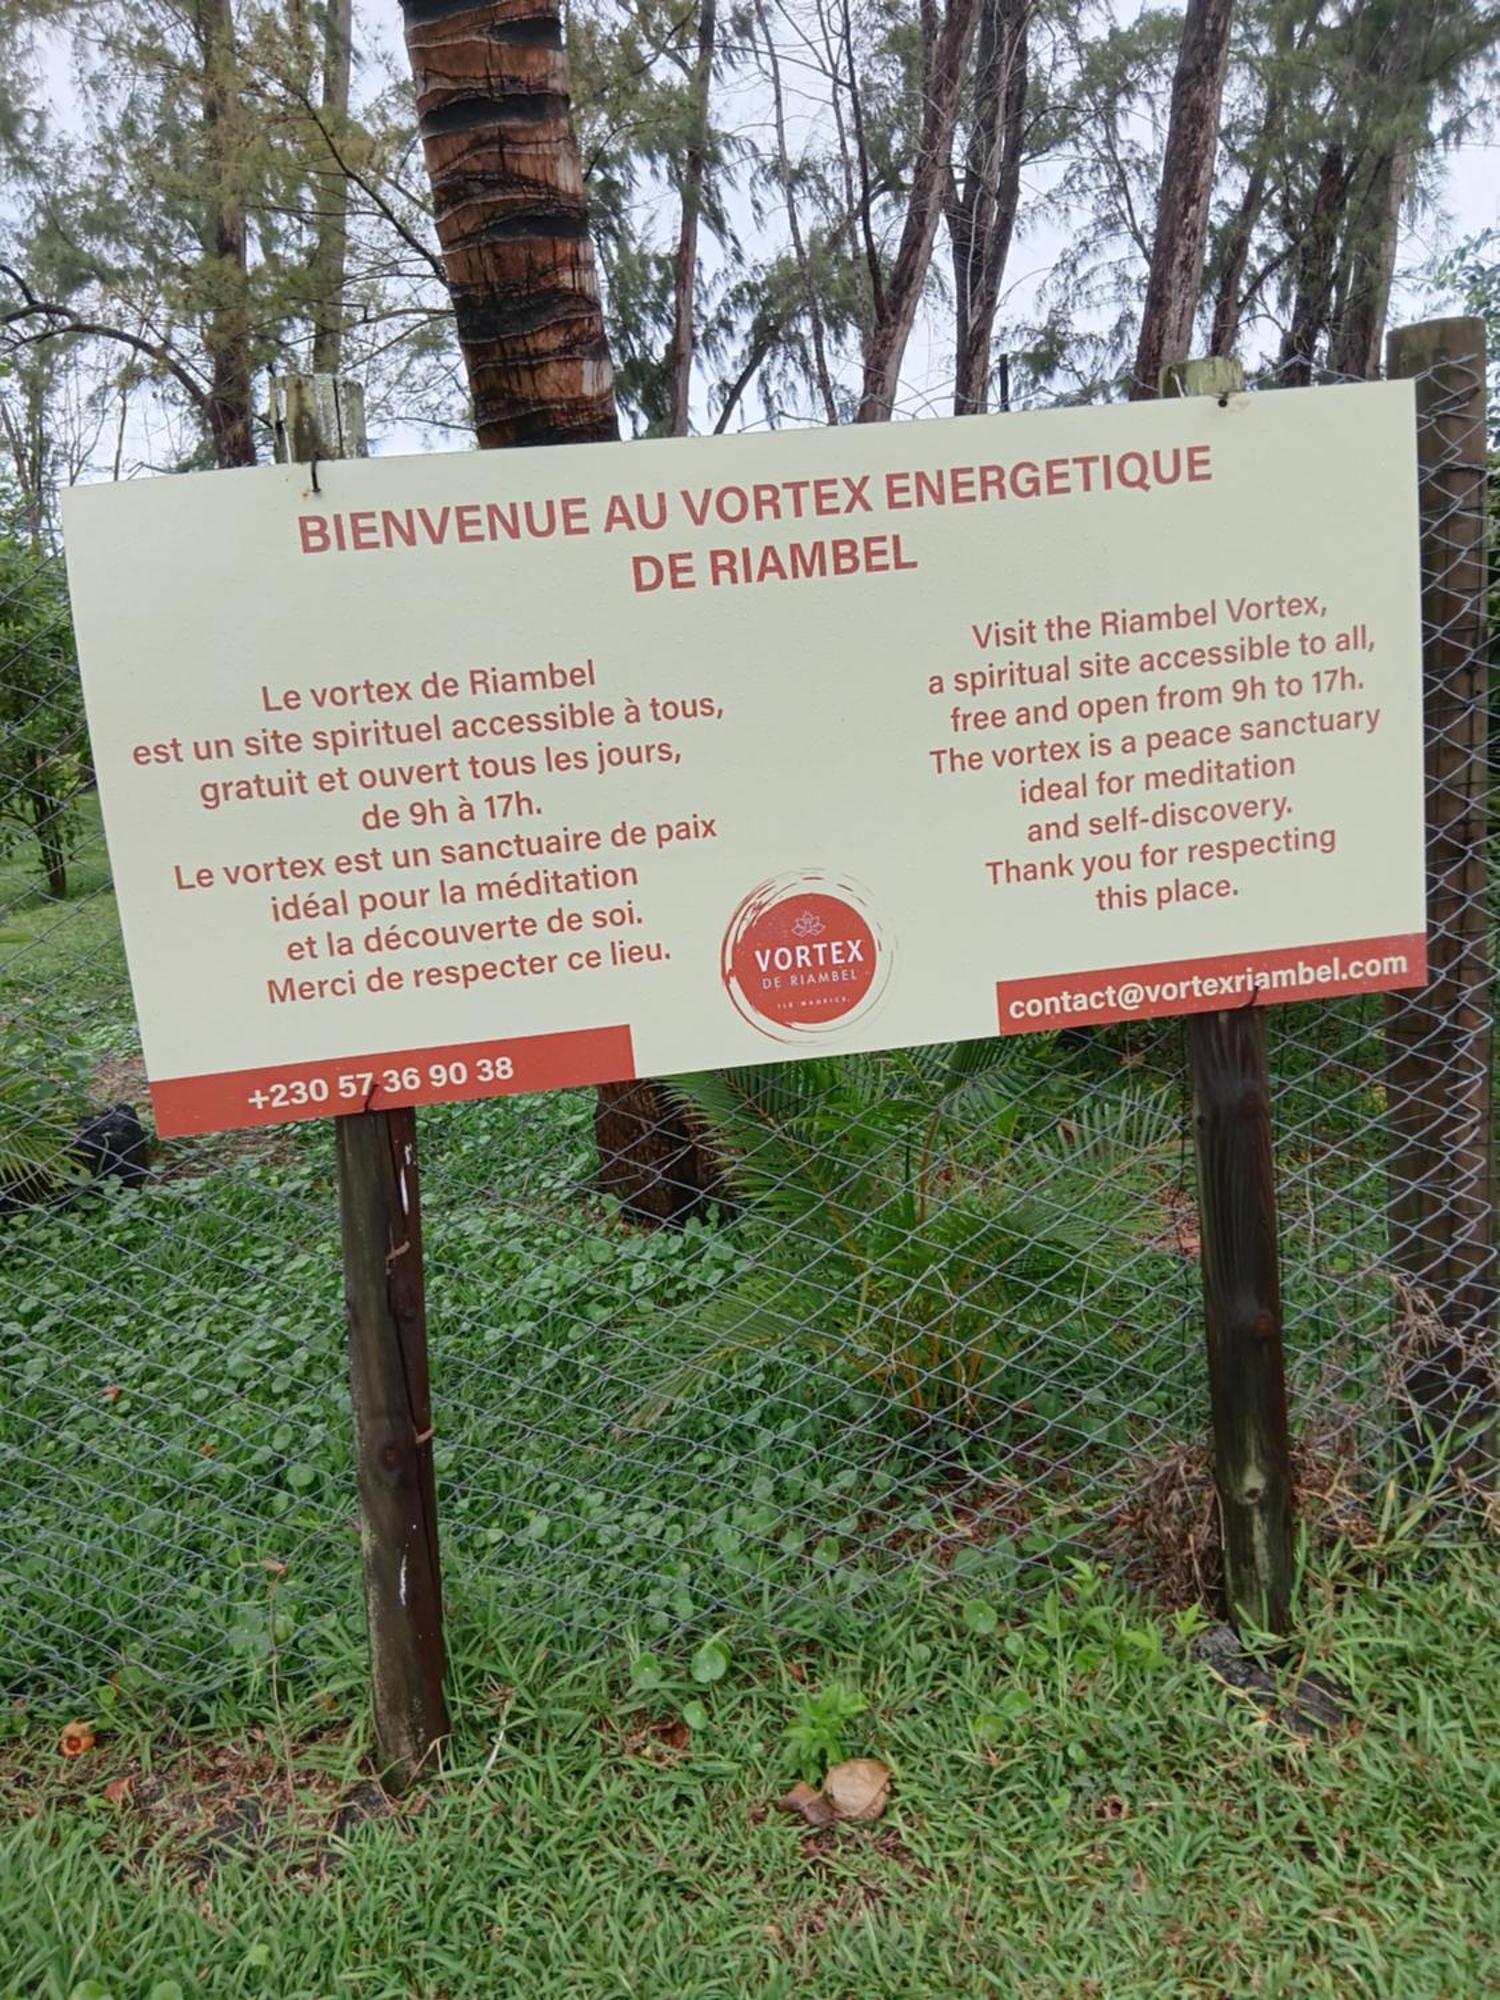 BIENVENUE AU VORTEX ENERGETIQUE
DE RIAMBEL
Le vortex de Riambel
est un site spirituel accessible à tous,
gratuit et ouvert tous les jours,
de 9h à 17h.
Le vortex est un sanctuaire de paix
idéal pour la méditation
et la découverte de soi.
Merci de respecter ce lieu.
+230 57 36 90 38
VORTEX
DE RIAMBEL
ILE MAURICE.
Visit the Riambel Vortex,
a spiritual site accessible to all,
free and open from 9h to 17h.
The vortex is a peace sanctuary
ideal for meditation
and self-discovery.
Thank you for respecting
this place.
contact@vortexriambel.com